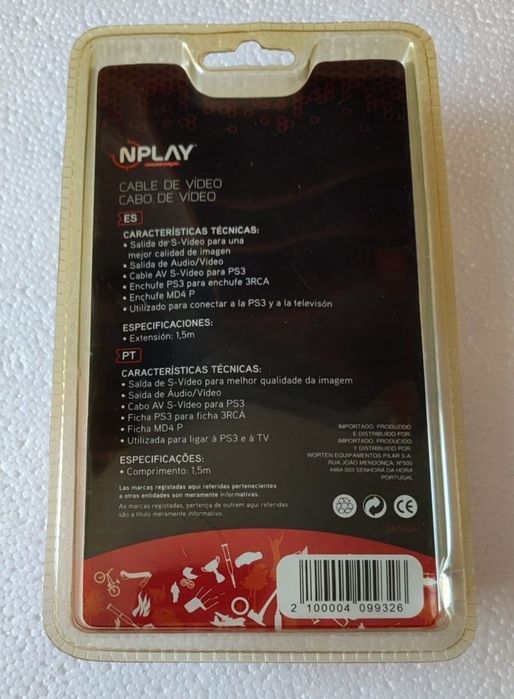 NPLAY
CABLE DE VÍDEO
CABO DE VÍDEO
ES
CARACTERÍSTICAS TÉCNICAS:
• Salida de S-Vídeo para una
mejor calidad de imagen
• Salida de Audio/Video
• Cable AV S-Video para PS3
• Enchufe PS3 para enchufe 3RCA
• Enchufe MD4 P
• Utilizado para conectar a la PS3 y a la televisón
ESPECIFICACIONES:
• Extensión: 1,5m
PT
CARACTERÍSTICAS TÉCNICAS:
• Saída de S-Vídeo para melhor qualidade da imagem
• Saída de Áudio/Vídeo
• Cabo AV S-Vídeo para PS3
• Ficha PS3 para ficha 3RCA
• Ficha MD4 P
• Utilizada para ligar à PS3 e à TV
ESPECIFICAÇÕES:
• Comprimento: 1,5m
Las marcas registadas aqui referidas pertenecientes
a otras entidades son meramente informativas.
As marcas registadas, pertença de outrem aqui referidas
são a título meramente informativo.
IMPORTADO, PRODUZIDO
E DISTRIBUIDO POR:
IMPORTADO, PRODUCIDO
Y DISTRIBUIDO POR:
WORTEN EQUIPAMENTOS PILAR S.A.
RUA JOÃO MENDONÇA, Nº505
4464-503 SENHORA DA HORA
PORTUGAL
CE
2 100004 099326